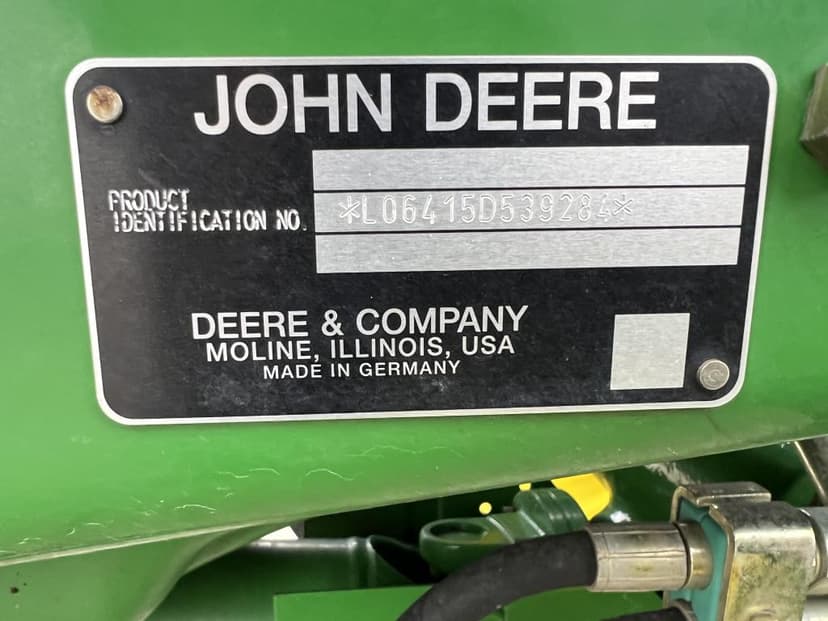 JOHN DEERE
PRODUCT
IDENTIFICATION NO.
*L06415D539284*
DEERE & COMPANY
MOLINE, ILLINOIS, USA
MADE IN GERMANY